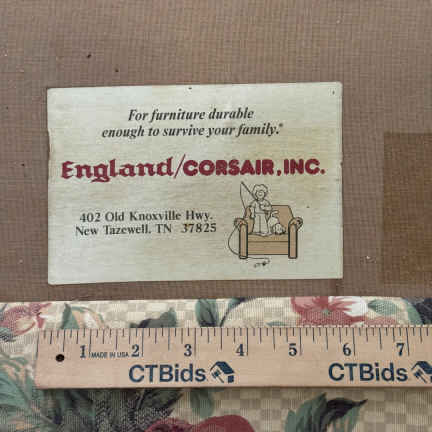 For furniture durable
enough to survive your family.®
England/CORSAIR, INC.
402 Old Knoxville Hwy.
New Tazewell, TN 37825
1 MADE IN USA 2 3 4 5 6 7
CTBids CTBids